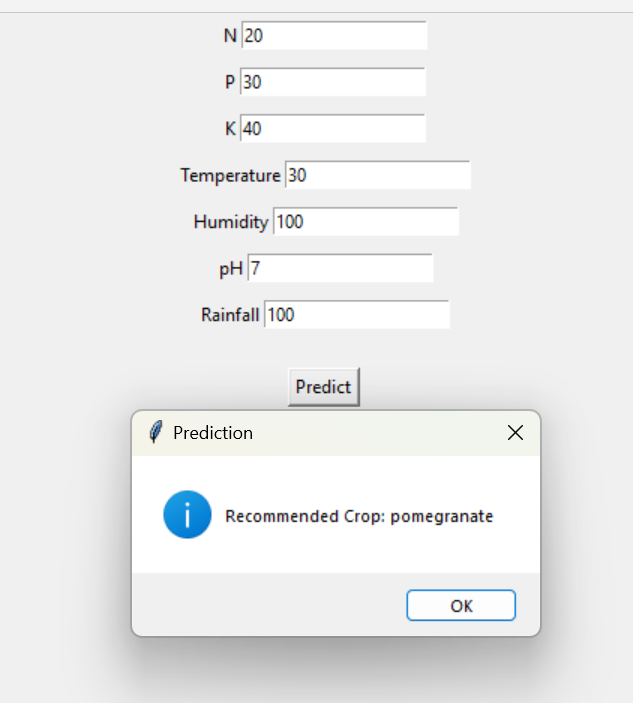 N 20
P 30
K 40
Temperature 30
Humidity 100
pH 7
Rainfall 100
Predict
Prediction
Recommended Crop: pomegranate
OK